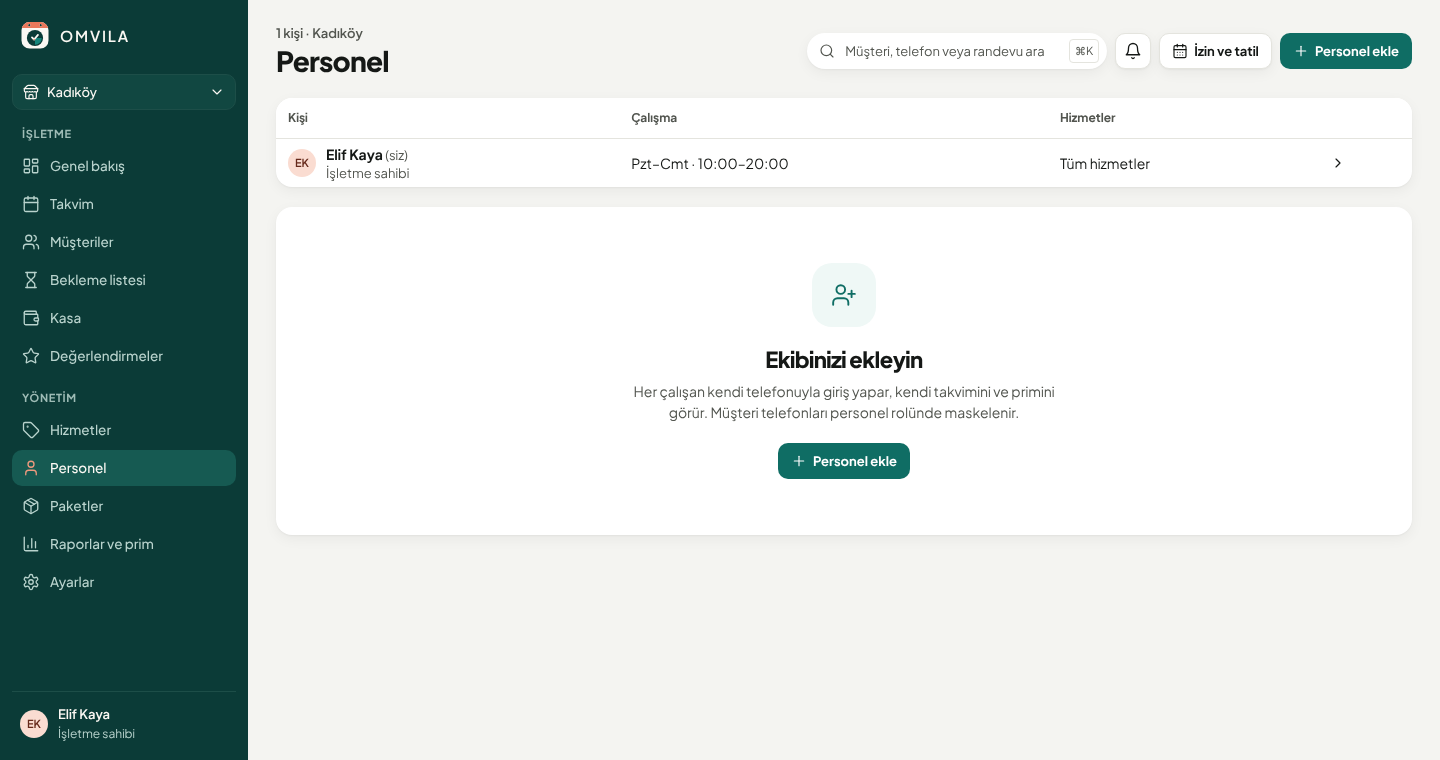 OMVILA
Kadıköy
İŞLETME
Genel bakış
Takvim
Müşteriler
Bekleme listesi
Kasa
Değerlendirmeler
YÖNETİM
Hizmetler
Personel
Paketler
Raporlar ve prim
Ayarlar
EK
Elif Kaya
İşletme sahibi
1 kişi · Kadıköy
Personel
Müşteri, telefon veya randevu ara ⌘K
İzin ve tatil
Personel ekle
Kişi Çalışma Hizmetler
EK
Elif Kaya (siz)
İşletme sahibi
Pzt–Cmt · 10:00–20:00
Tüm hizmetler
Ekibinizi ekleyin
Her çalışan kendi telefonuyla giriş yapar, kendi takvimini ve primini
görür. Müşteri telefonları personel rolünde maskelenir.
Personel ekle